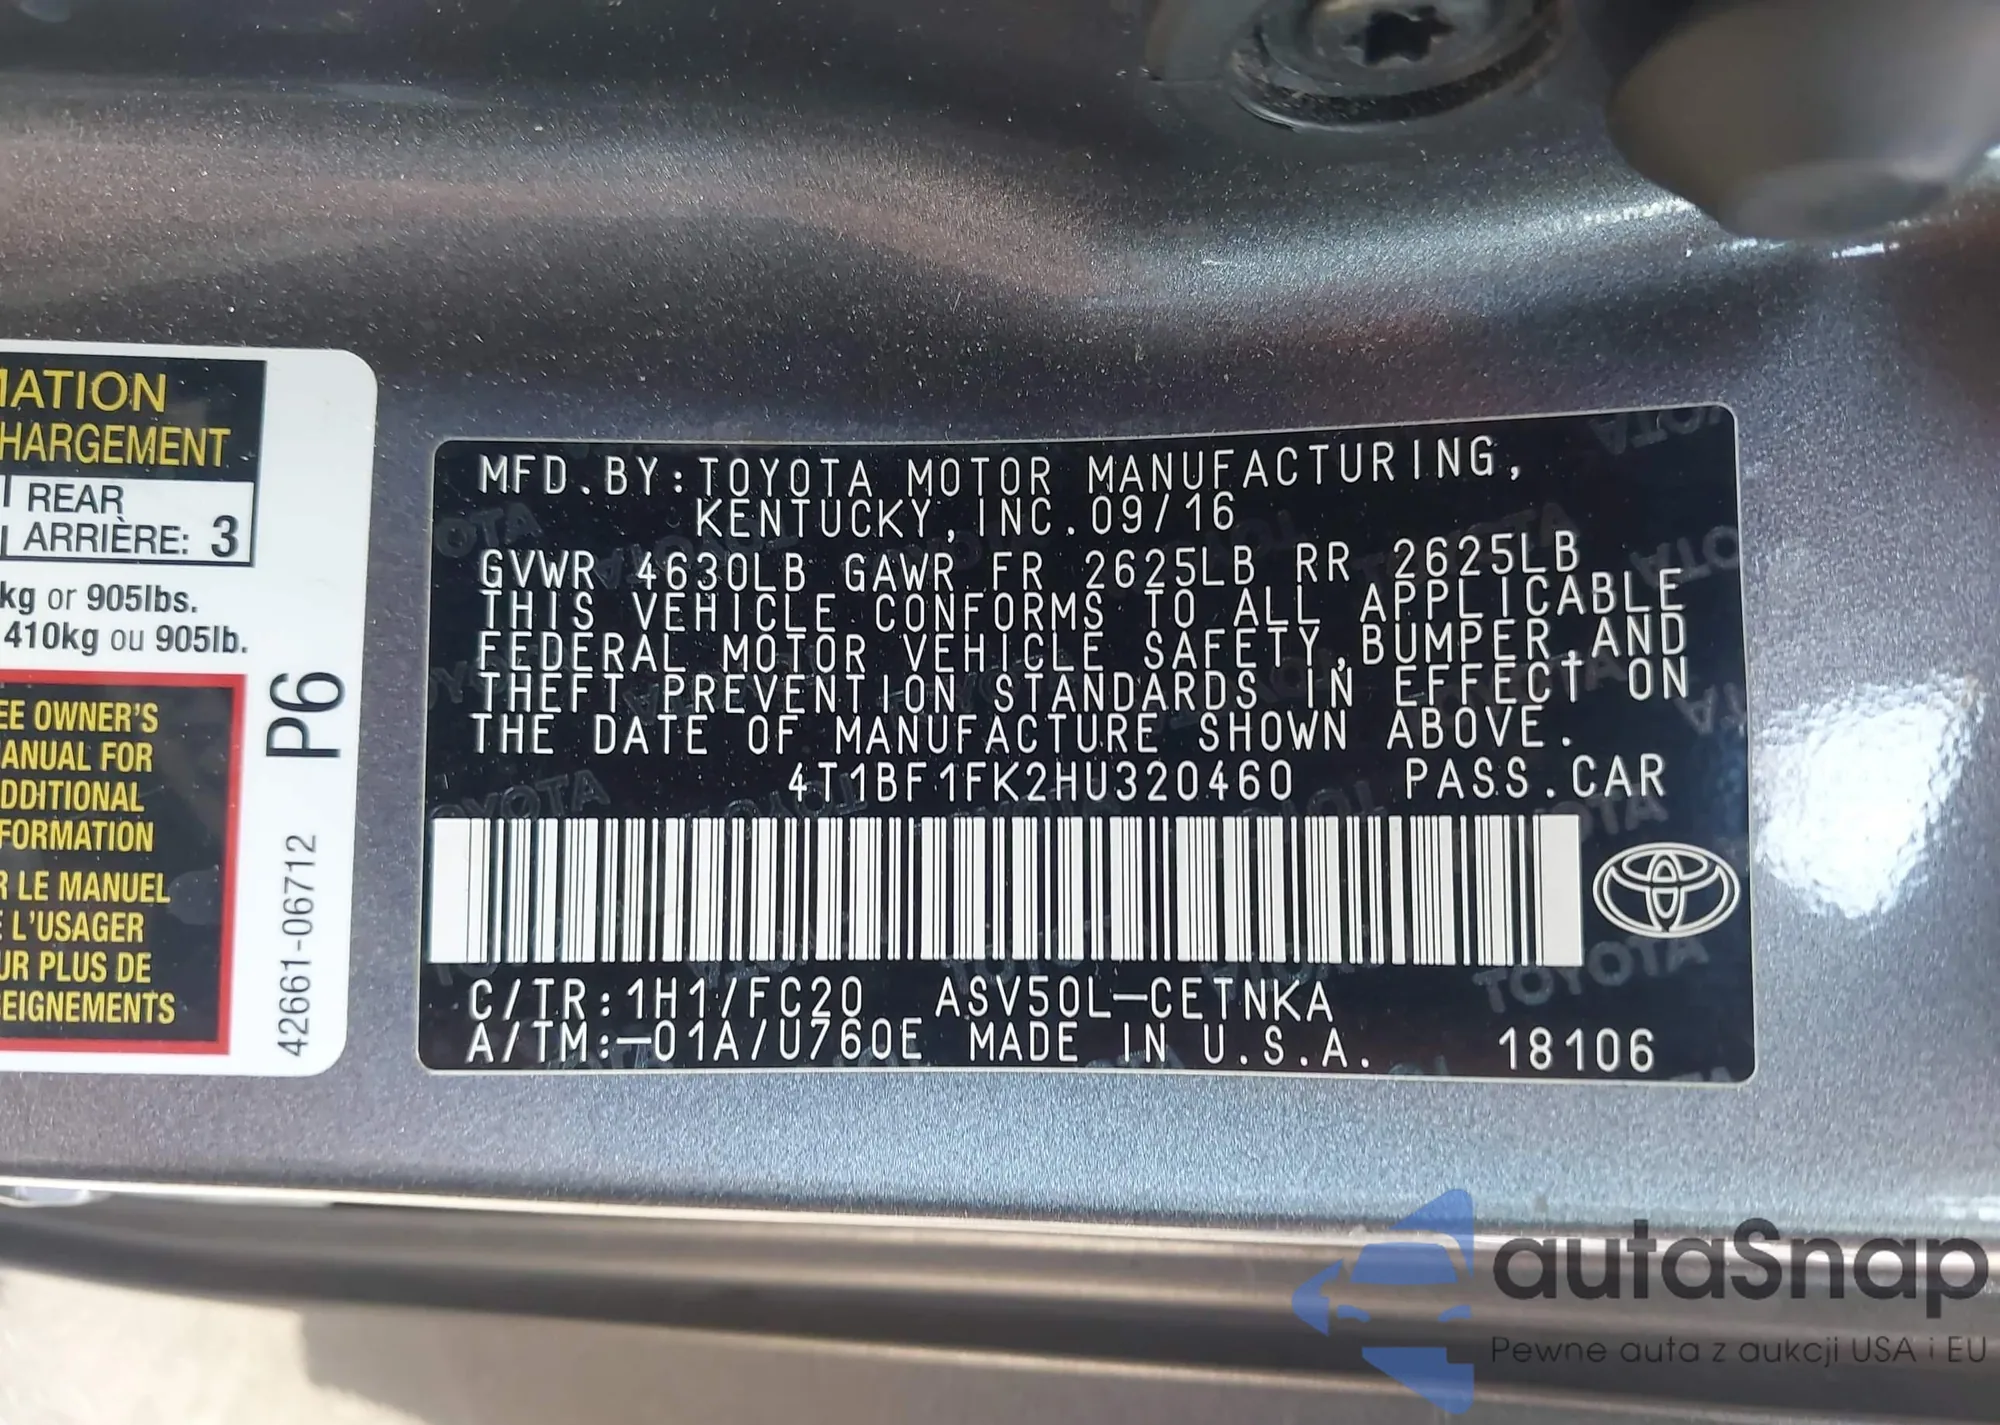 MATION
HARGEMENT
REAR
ARRIÈRE: 3
kg or 905lbs.
410kg ou 905lb.
EE OWNER'S
ANUAL FOR
DDITIONAL
FORMATION
R LE MANUEL
E L'USAGER
UR PLUS DE
SEIGNEMENTS
P6
42661-06712
MFD.BY:TOYOTA MOTOR MANUFACTURING,
KENTUCKY,INC.09/16
GVWR 4630LB GAWR FR 2625LB RR 2625LB
THIS VEHICLE CONFORMS TO ALL APPLICABLE
FEDERAL MOTOR VEHICLE SAFETY,BUMPER,AND
THEFT PREVENTION STANDARDS IN EFFECT ON
THE DATE OF MANUFACTURE SHOWN ABOVE.
4T1BF1FK2HU320460 PASS.CAR
C/TR:1H1/FC20 ASV50L-CETNKA
A/TM:-01A/U760E MADE IN U.S.A. 18106
autaSnap
Pewne auta z aukcji USA i EU